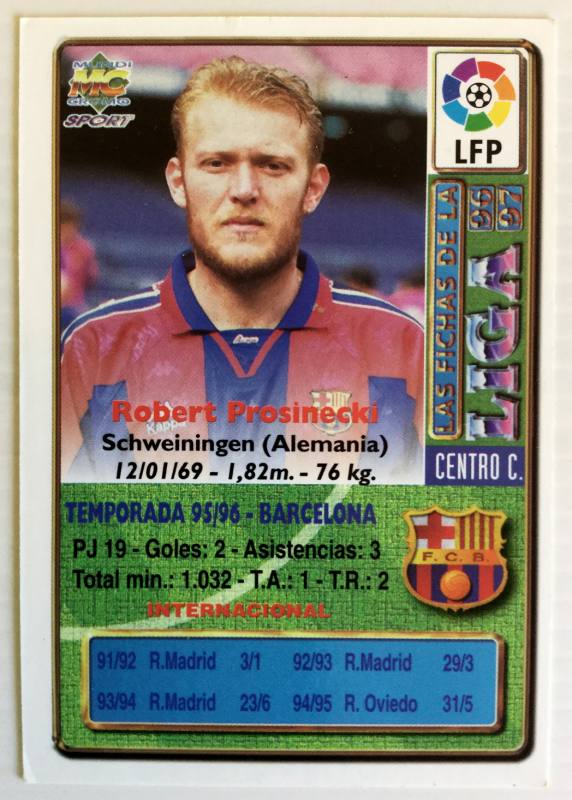 MUNDI
MC
CROMO
SPORT
LFP
LAS FICHAS DE LA
LIGA
96
97
Kappa
Robert Prosinecki
Schweiningen (Alemania)
12/01/69 - 1,82m. - 76 kg.
CENTRO C.
TEMPORADA 95/96 - BARCELONA
PJ 19 - Goles: 2 - Asistencias: 3
Total min.: 1.032 - T.A.: 1 - T.R.: 2
INTERNACIONAL
F. C. B.
91/92 R.Madrid 3/1 92/93 R.Madrid 29/3
93/94 R.Madrid 23/6 94/95 R. Oviedo 31/5